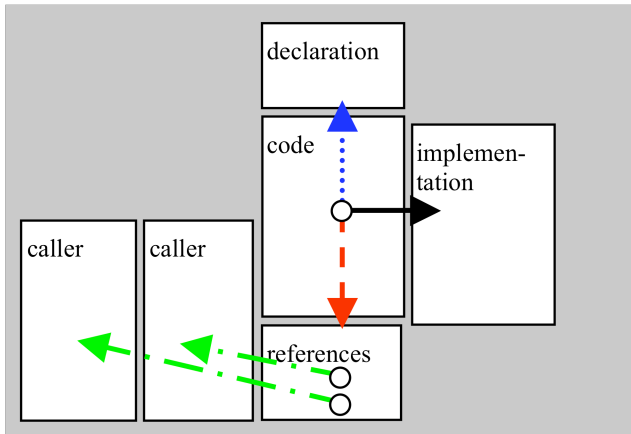 declaration
code
implemen-
tation
caller
caller
references